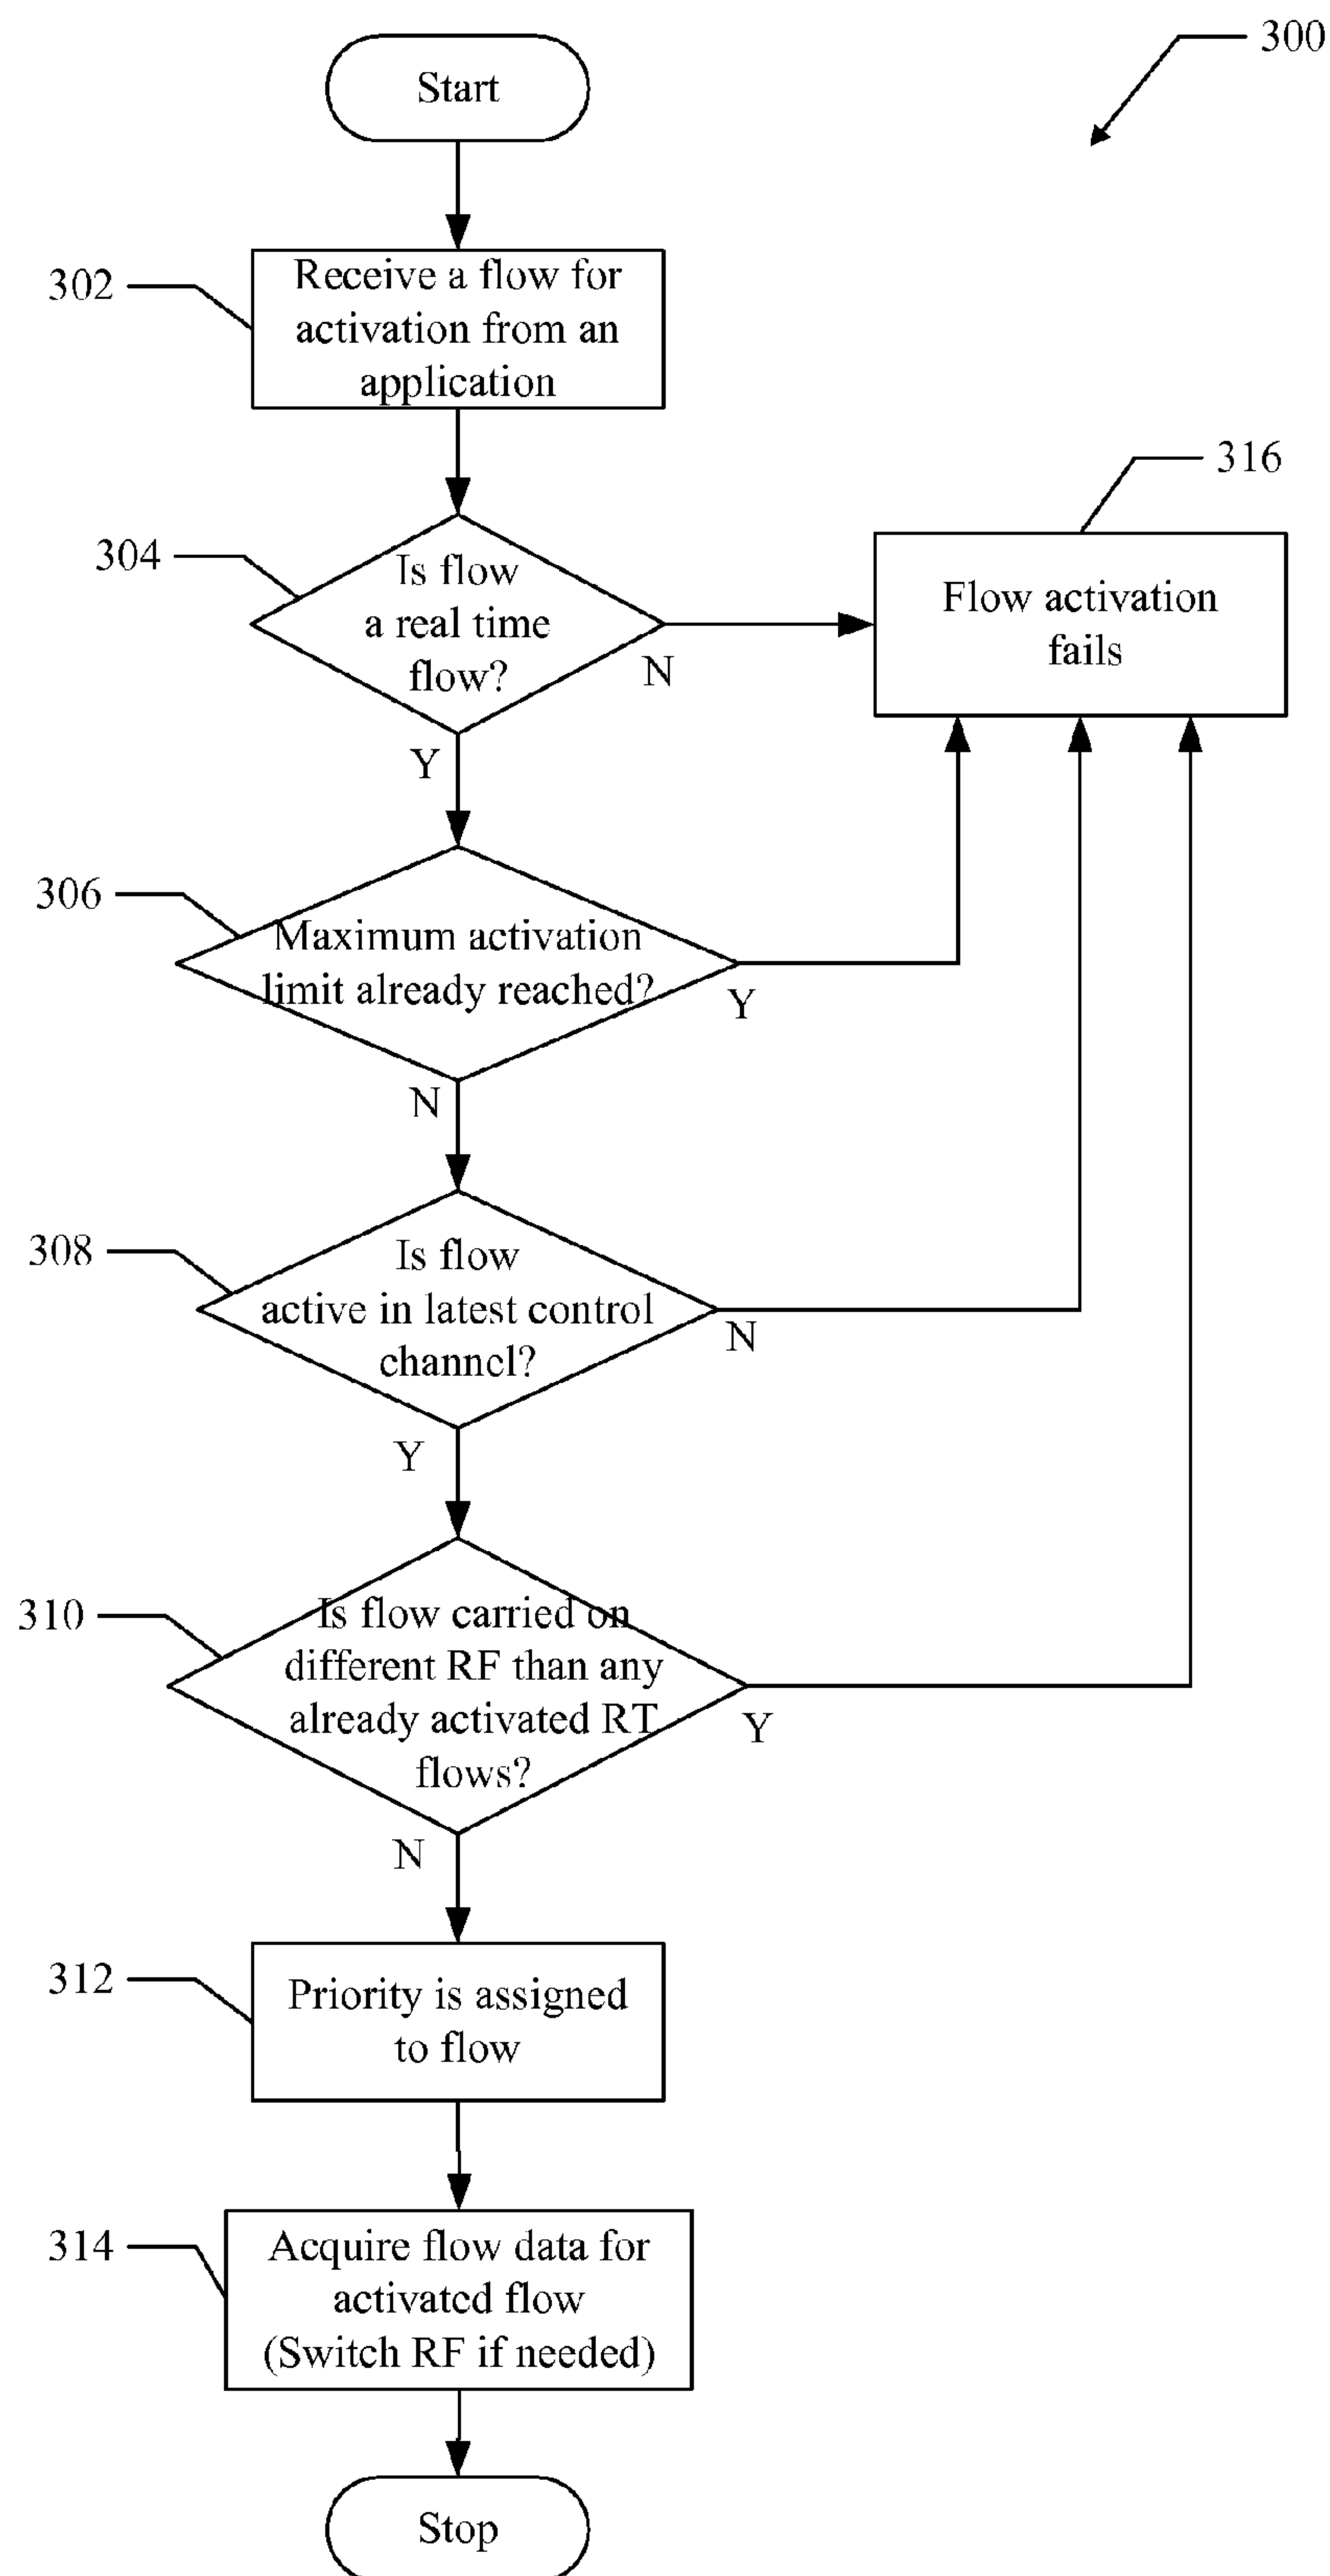 300
Start
302
Receive a flow for
activation from an
application
316
Flow activation
fails
304
Is flow
a real time
flow?
N
Y
306
Maximum activation
limit already reached?
Y
N
308
Is flow
active in latest control
channel?
N
Y
310
Is flow carried on
different RF than any
already activated RT
flows?
Y
N
312
Priority is assigned
to flow
314
Acquire flow data for
activated flow
(Switch RF if needed)
Stop